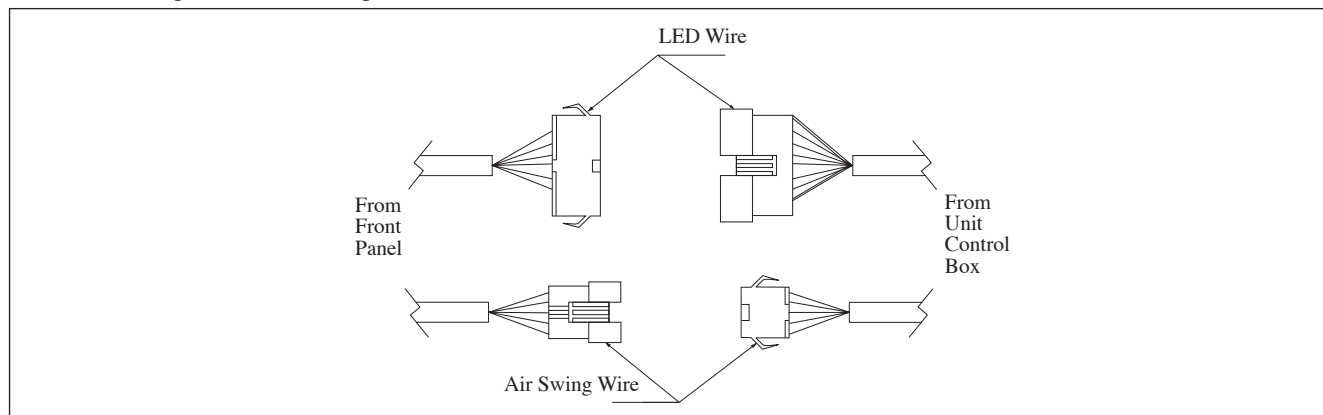 LED Wire
From
Front
Panel
From
Unit
Control
Box
Air Swing Wire